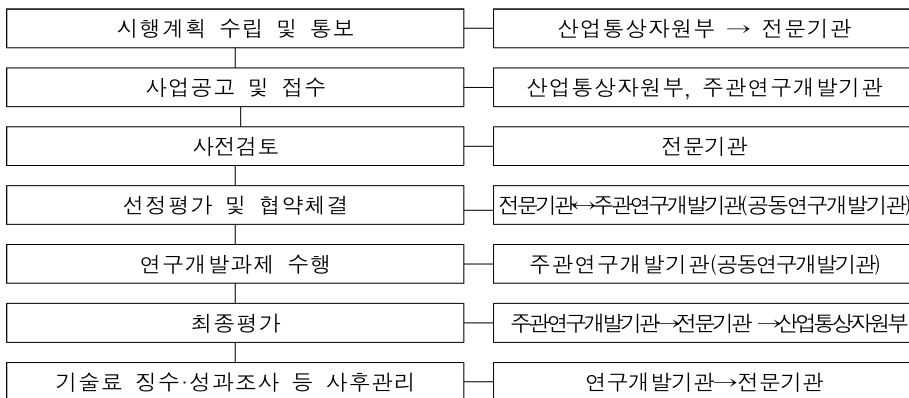 시행계획 수립 및 통보
산업통상자원부 → 전문기관
사업공고 및 접수
산업통상자원부, 주관연구개발기관
사전검토
전문기관
선정평가 및 협약체결
전문기관↔주관연구개발기관(공동연구개발기관)
연구개발과제 수행
주관연구개발기관(공동연구개발기관)
최종평가
주관연구개발기관→전문기관 →산업통상자원부
기술료 징수·성과조사 등 사후관리
연구개발기관→전문기관